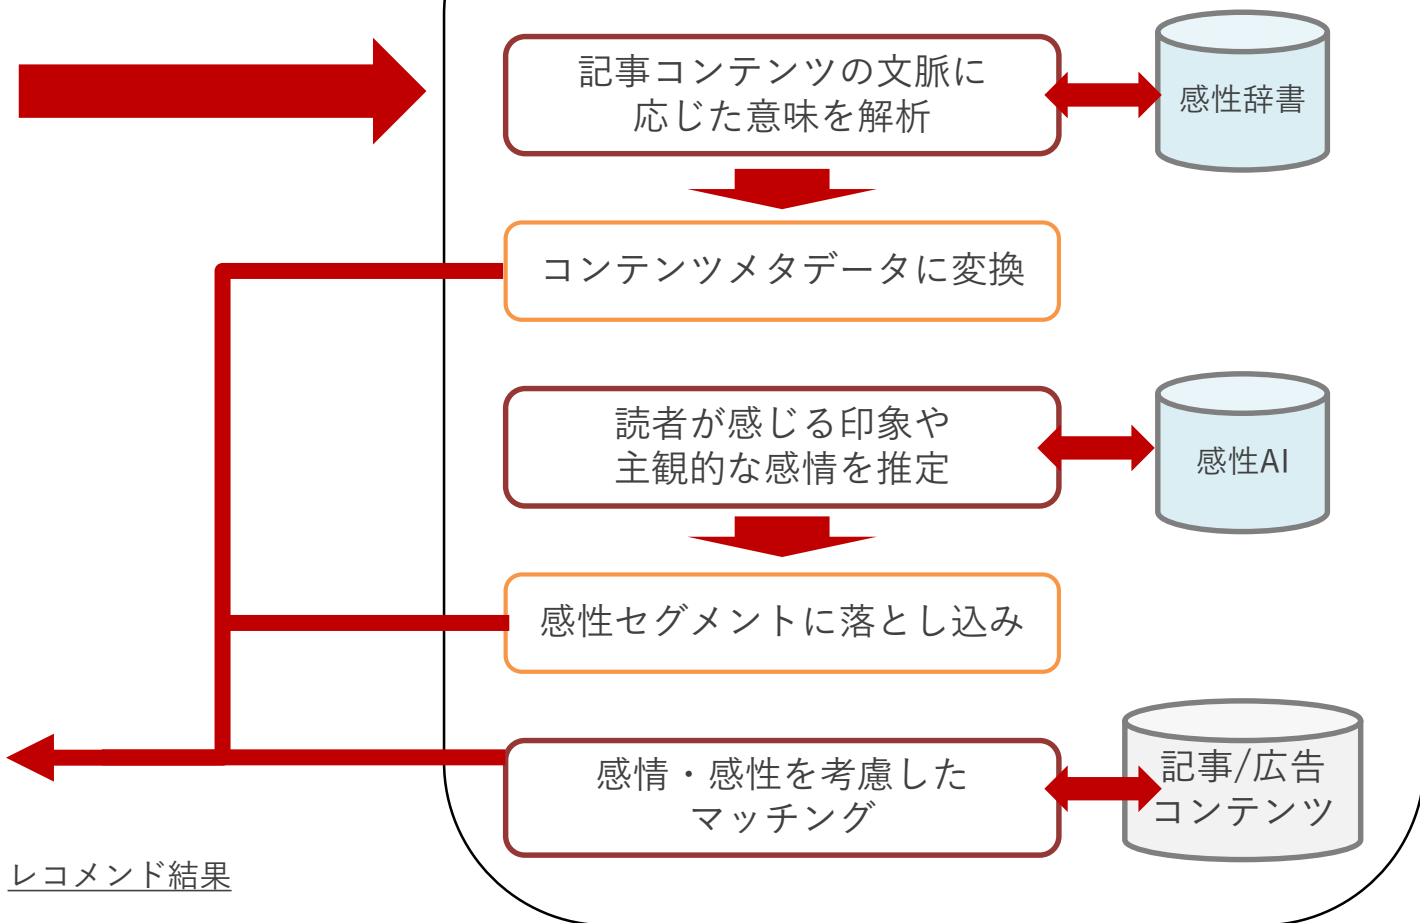 記事コンテンツの文脈に
応じた意味を解析
感性辞書
コンテンツメタデータに変換
読者が感じる印象や
主観的な感情を推定
感性AI
感性セグメントに落とし込み
感情・感性を考慮した
マッチング
記事/広告
コンテンツ
レコメンド結果